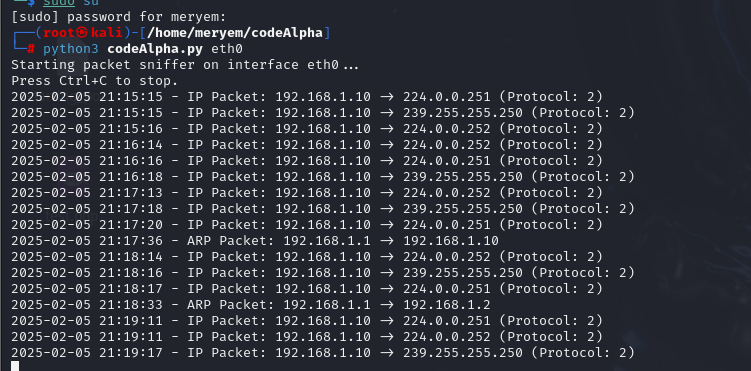 └─$ sudo su
[sudo] password for meryem:
┌──(root㉿kali)-[/home/meryem/codeAlpha]
└─# python3 codeAlpha.py eth0
Starting packet sniffer on interface eth0...
Press Ctrl+C to stop.
2025-02-05 21:15:15 - IP Packet: 192.168.1.10 → 224.0.0.251 (Protocol: 2)
2025-02-05 21:15:15 - IP Packet: 192.168.1.10 → 239.255.255.250 (Protocol: 2)
2025-02-05 21:15:16 - IP Packet: 192.168.1.10 → 224.0.0.252 (Protocol: 2)
2025-02-05 21:16:14 - IP Packet: 192.168.1.10 → 224.0.0.252 (Protocol: 2)
2025-02-05 21:16:16 - IP Packet: 192.168.1.10 → 224.0.0.251 (Protocol: 2)
2025-02-05 21:16:18 - IP Packet: 192.168.1.10 → 239.255.255.250 (Protocol: 2)
2025-02-05 21:17:13 - IP Packet: 192.168.1.10 → 224.0.0.252 (Protocol: 2)
2025-02-05 21:17:18 - IP Packet: 192.168.1.10 → 239.255.255.250 (Protocol: 2)
2025-02-05 21:17:20 - IP Packet: 192.168.1.10 → 224.0.0.251 (Protocol: 2)
2025-02-05 21:17:36 - ARP Packet: 192.168.1.1 → 192.168.1.10
2025-02-05 21:18:14 - IP Packet: 192.168.1.10 → 224.0.0.252 (Protocol: 2)
2025-02-05 21:18:16 - IP Packet: 192.168.1.10 → 239.255.255.250 (Protocol: 2)
2025-02-05 21:18:17 - IP Packet: 192.168.1.10 → 224.0.0.251 (Protocol: 2)
2025-02-05 21:18:33 - ARP Packet: 192.168.1.1 → 192.168.1.2
2025-02-05 21:19:11 - IP Packet: 192.168.1.10 → 224.0.0.251 (Protocol: 2)
2025-02-05 21:19:11 - IP Packet: 192.168.1.10 → 224.0.0.252 (Protocol: 2)
2025-02-05 21:19:17 - IP Packet: 192.168.1.10 → 239.255.255.250 (Protocol: 2)